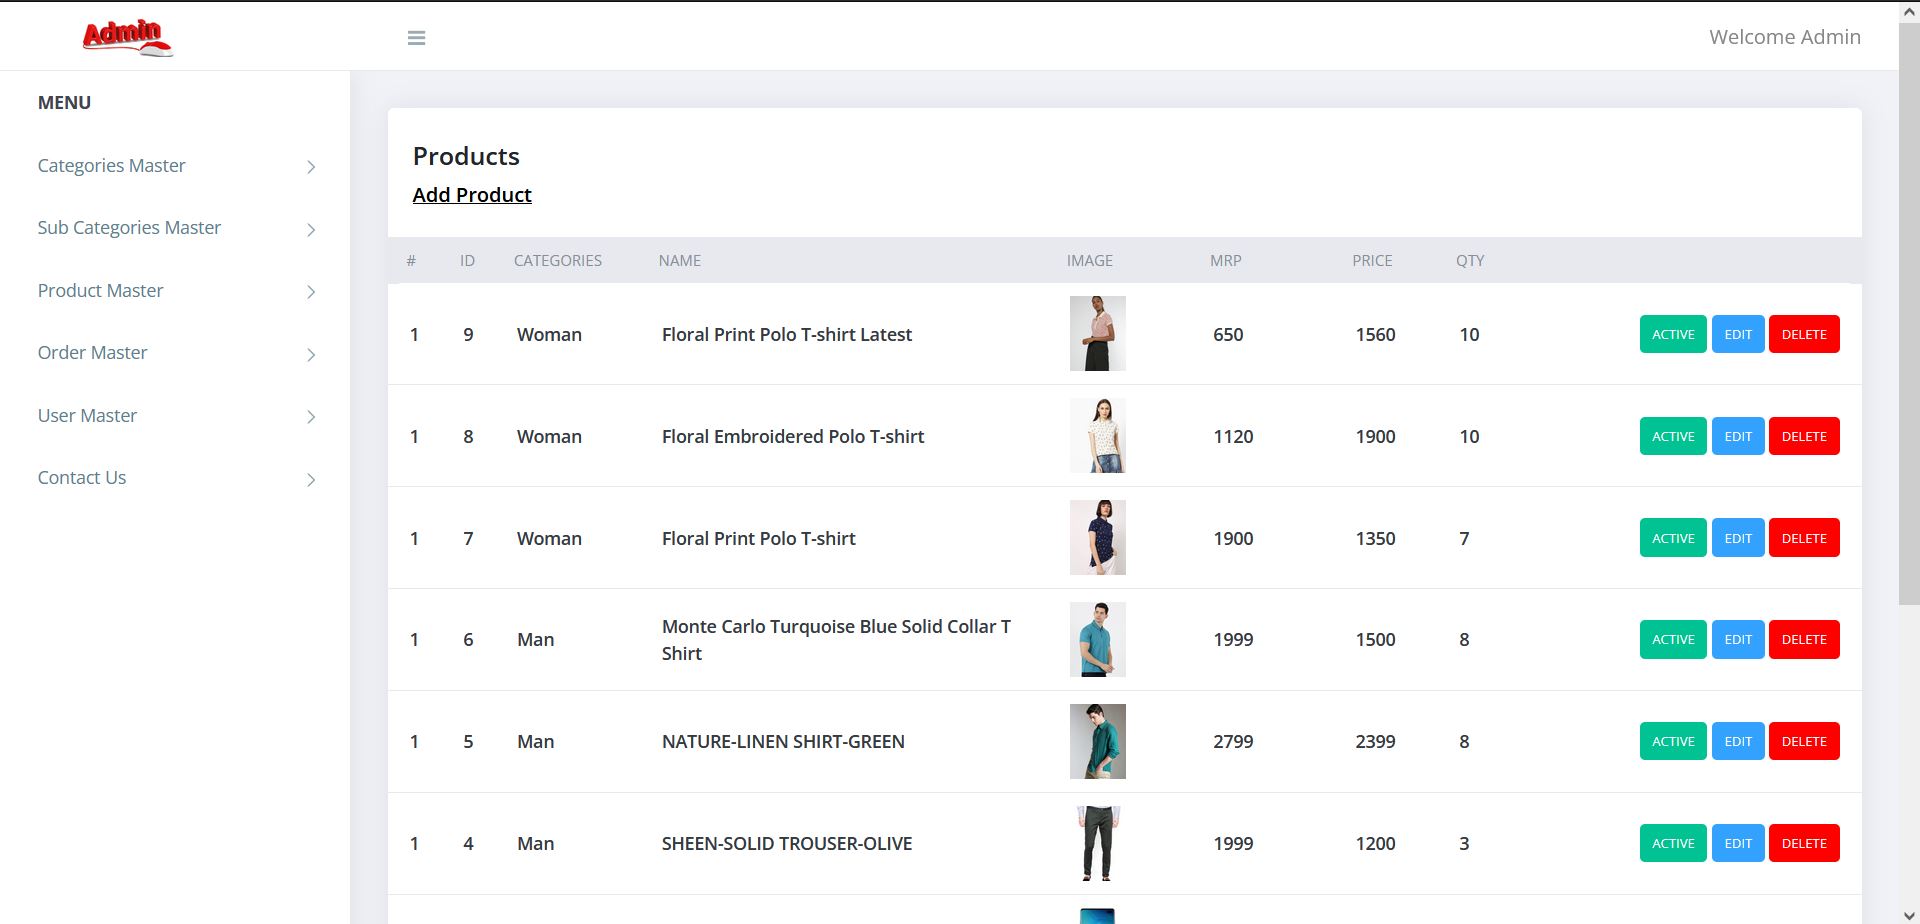 Admin
Welcome Admin
MENU
Categories Master
Sub Categories Master
Product Master
Order Master
User Master
Contact Us
Products
Add Product
# ID CATEGORIES NAME IMAGE MRP PRICE QTY
1 9 Woman Floral Print Polo T-shirt Latest 650 1560 10 ACTIVE EDIT DELETE
1 8 Woman Floral Embroidered Polo T-shirt 1120 1900 10 ACTIVE EDIT DELETE
1 7 Woman Floral Print Polo T-shirt 1900 1350 7 ACTIVE EDIT DELETE
1 6 Man Monte Carlo Turquoise Blue Solid Collar T
Shirt 1999 1500 8 ACTIVE EDIT DELETE
1 5 Man NATURE-LINEN SHIRT-GREEN 2799 2399 8 ACTIVE EDIT DELETE
1 4 Man SHEEN-SOLID TROUSER-OLIVE 1999 1200 3 ACTIVE EDIT DELETE